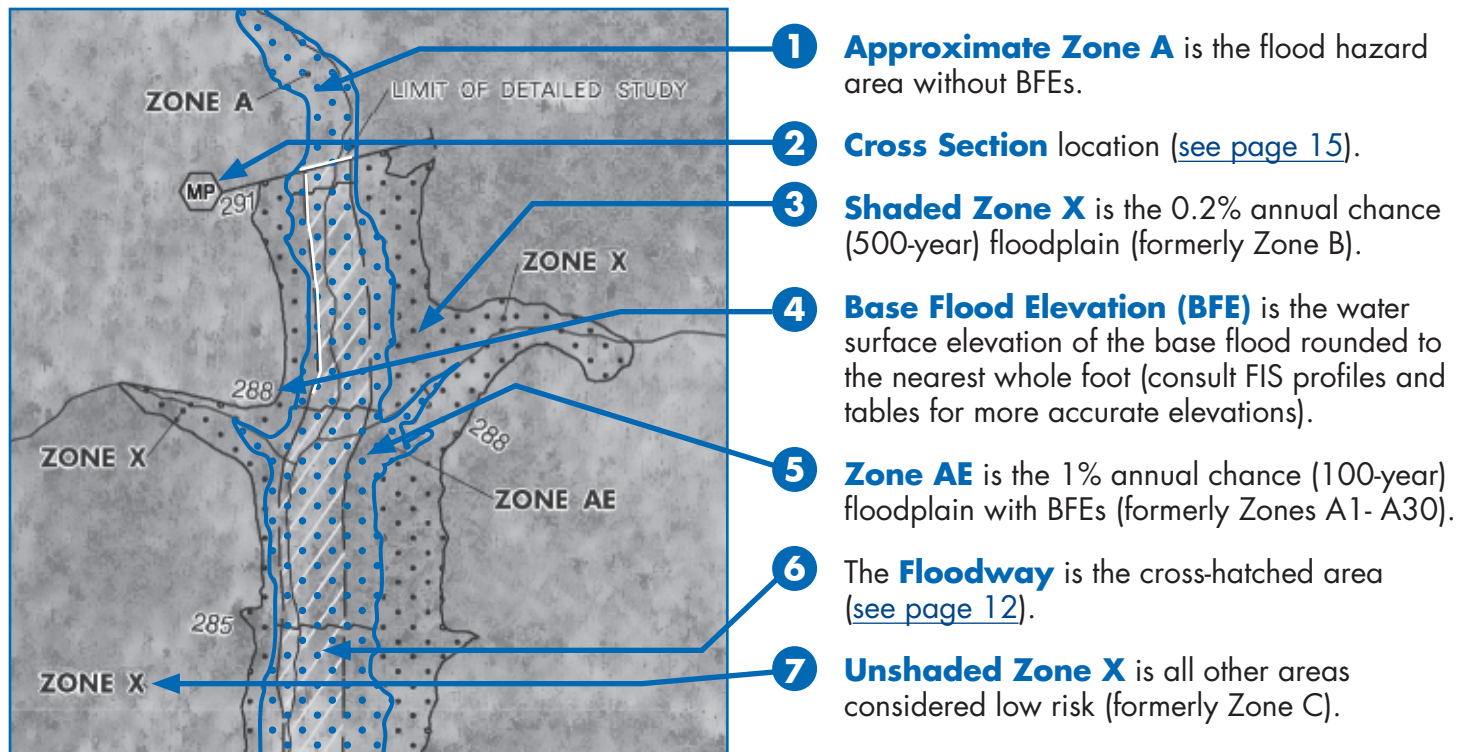 ZONE A
LIMIT OF DETAILED STUDY
MP
291
ZONE X
288
288
ZONE X
ZONE AE
285
ZONE X
1 Approximate Zone A is the flood hazard
area without BFEs.
2 Cross Section location (see page 15).
3 Shaded Zone X is the 0.2% annual chance
(500-year) floodplain (formerly Zone B).
4 Base Flood Elevation (BFE) is the water
surface elevation of the base flood rounded to
the nearest whole foot (consult FIS profiles and
tables for more accurate elevations).
5 Zone AE is the 1% annual chance (100-year)
floodplain with BFEs (formerly Zones A1- A30).
6 The Floodway is the cross-hatched area
(see page 12).
7 Unshaded Zone X is all other areas
considered low risk (formerly Zone C).